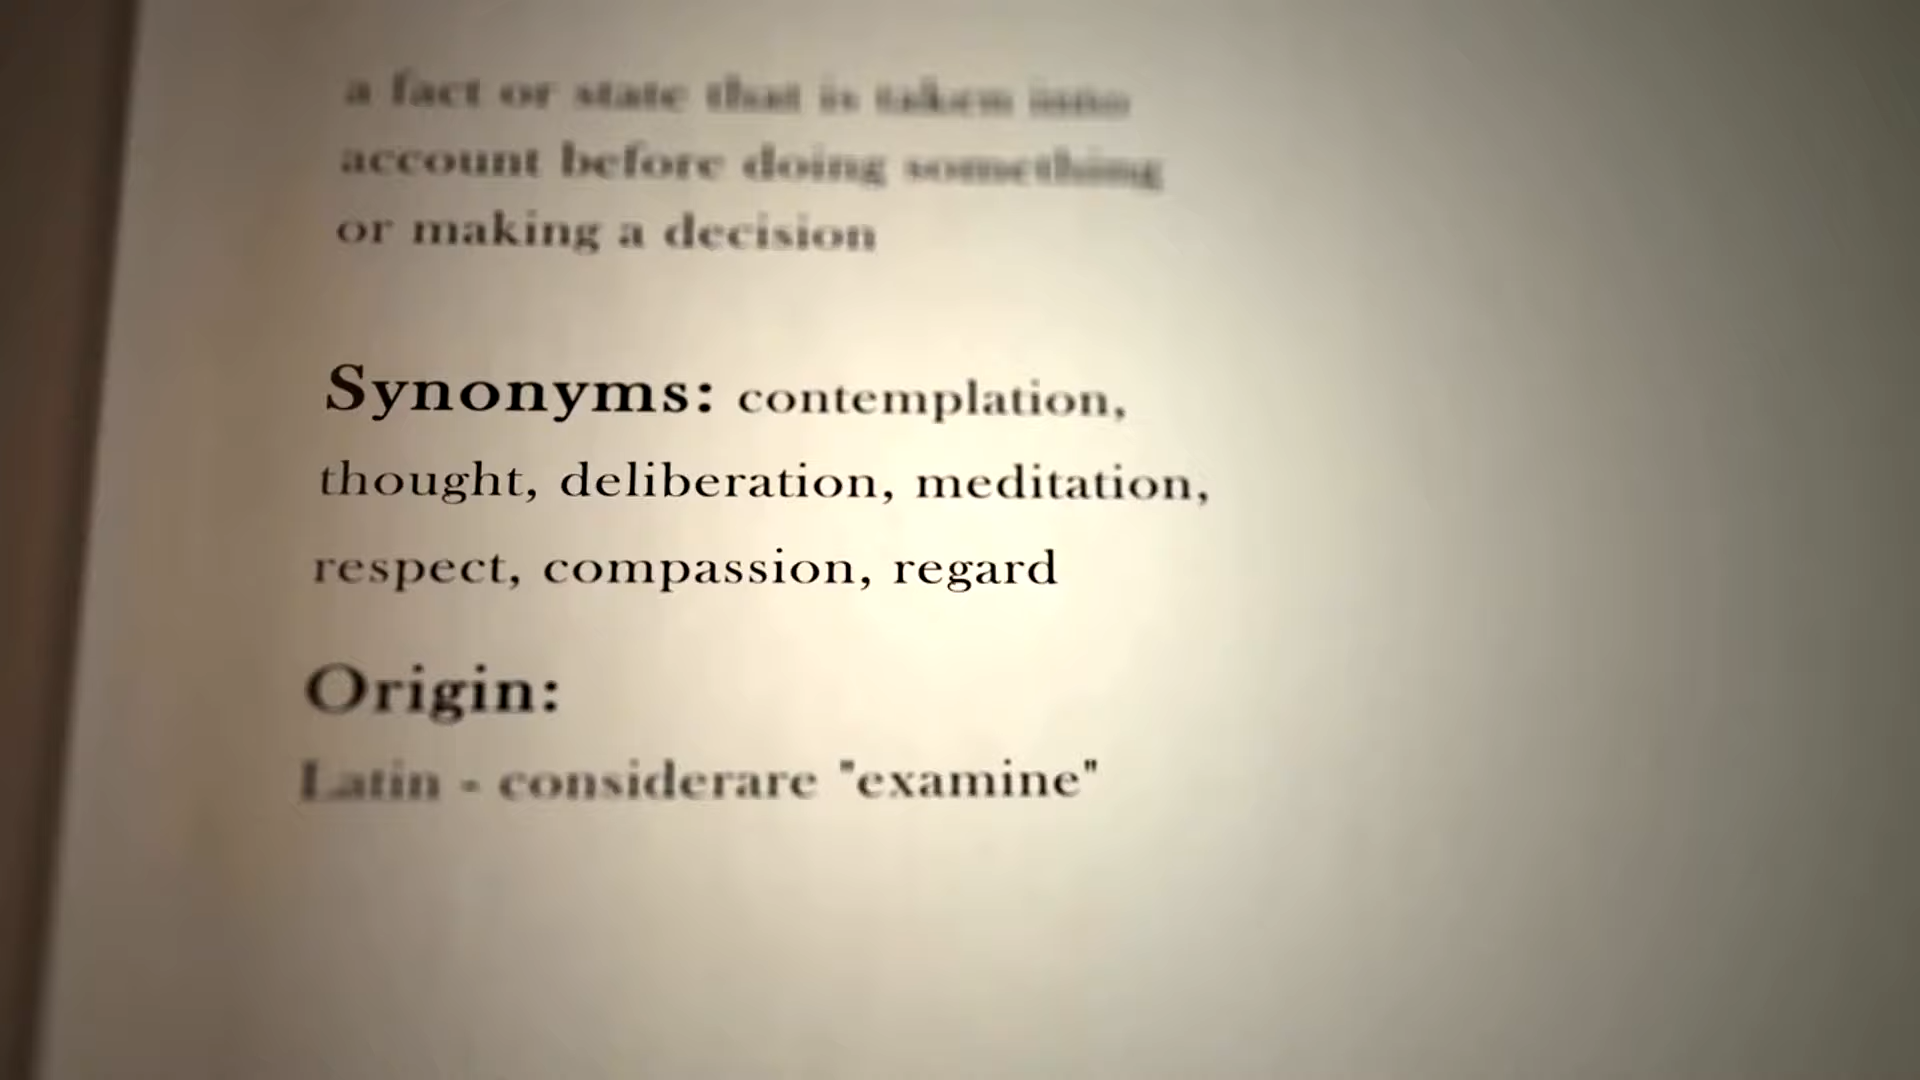 a fact or state that is taken into
account before doing something
or making a decision
Synonyms: contemplation,
thought, deliberation, meditation,
respect, compassion, regard
Origin:
Latin - considerare "examine"